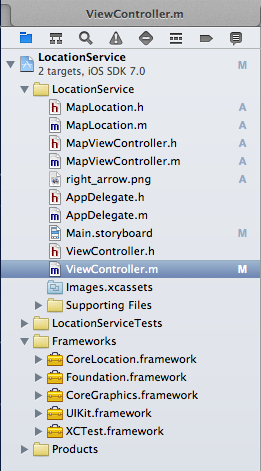 ViewController.m
LocationService M
2 targets, iOS SDK 7.0
LocationService
h MapLocation.h A
m MapLocation.m A
h MapViewController.h A
m MapViewController.m A
right_arrow.png A
h AppDelegate.h
m AppDelegate.m
Main.storyboard M
h ViewController.h
m ViewController.m M
Images.xcassets
Supporting Files
LocationServiceTests
Frameworks
CoreLocation.framework
Foundation.framework
CoreGraphics.framework
UIKit.framework
XCTest.framework
Products